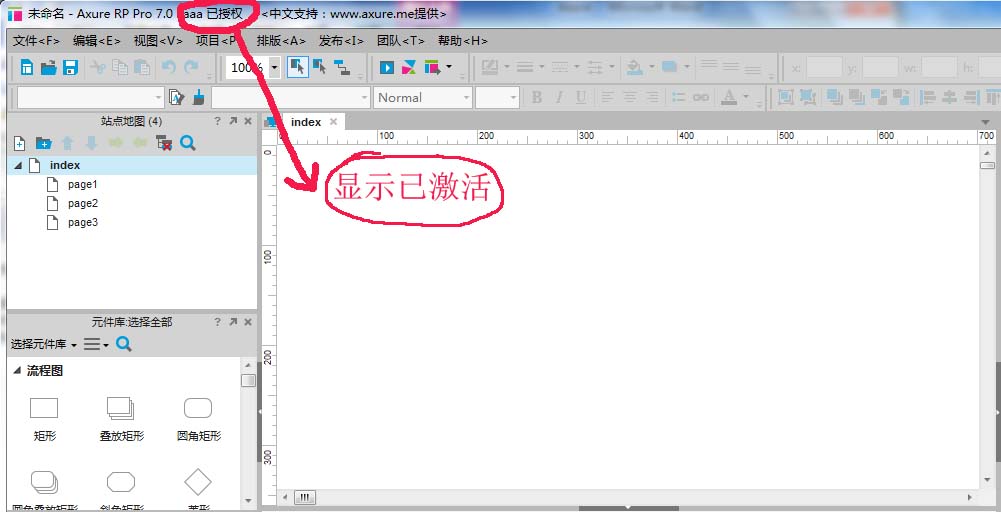 未命名 - Axure RP Pro 7.0 : aaa 已授权 <中文支持：www.axure.me提供>
文件<F> 编辑<E> 视图<V> 项目<P 排版<A> 发布<I> 团队<T> 帮助<H>
100% x: y: w: h:
Normal B I U A
站点地图 (4) ?
index
0 100 200 300 400 500 600 700
index
page1
page2
page3
显示已激活
0
100
200
300
元件库:选择全部 ?
选择元件库
流程图
矩形 叠放矩形 圆角矩形
圆角叠放矩形 斜角矩形 菱形